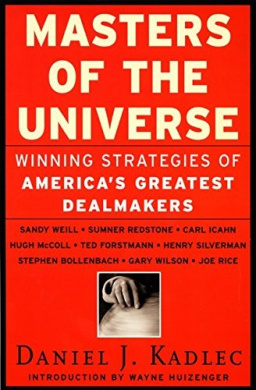 MASTERS
OF THE
UNIVERSE
WINNING STRATEGIES OF
AMERICA'S GREATEST
DEALMAKERS
SANDY WEILL • SUMNER REDSTONE • CARL ICAHN
HUGH McCOLL • TED FORSTMANN • HENRY SILVERMAN
STEPHEN BOLLENBACH • GARY WILSON • JOE RICE
DANIEL J. KADLEC
INTRODUCTION BY WAYNE HUIZENGER